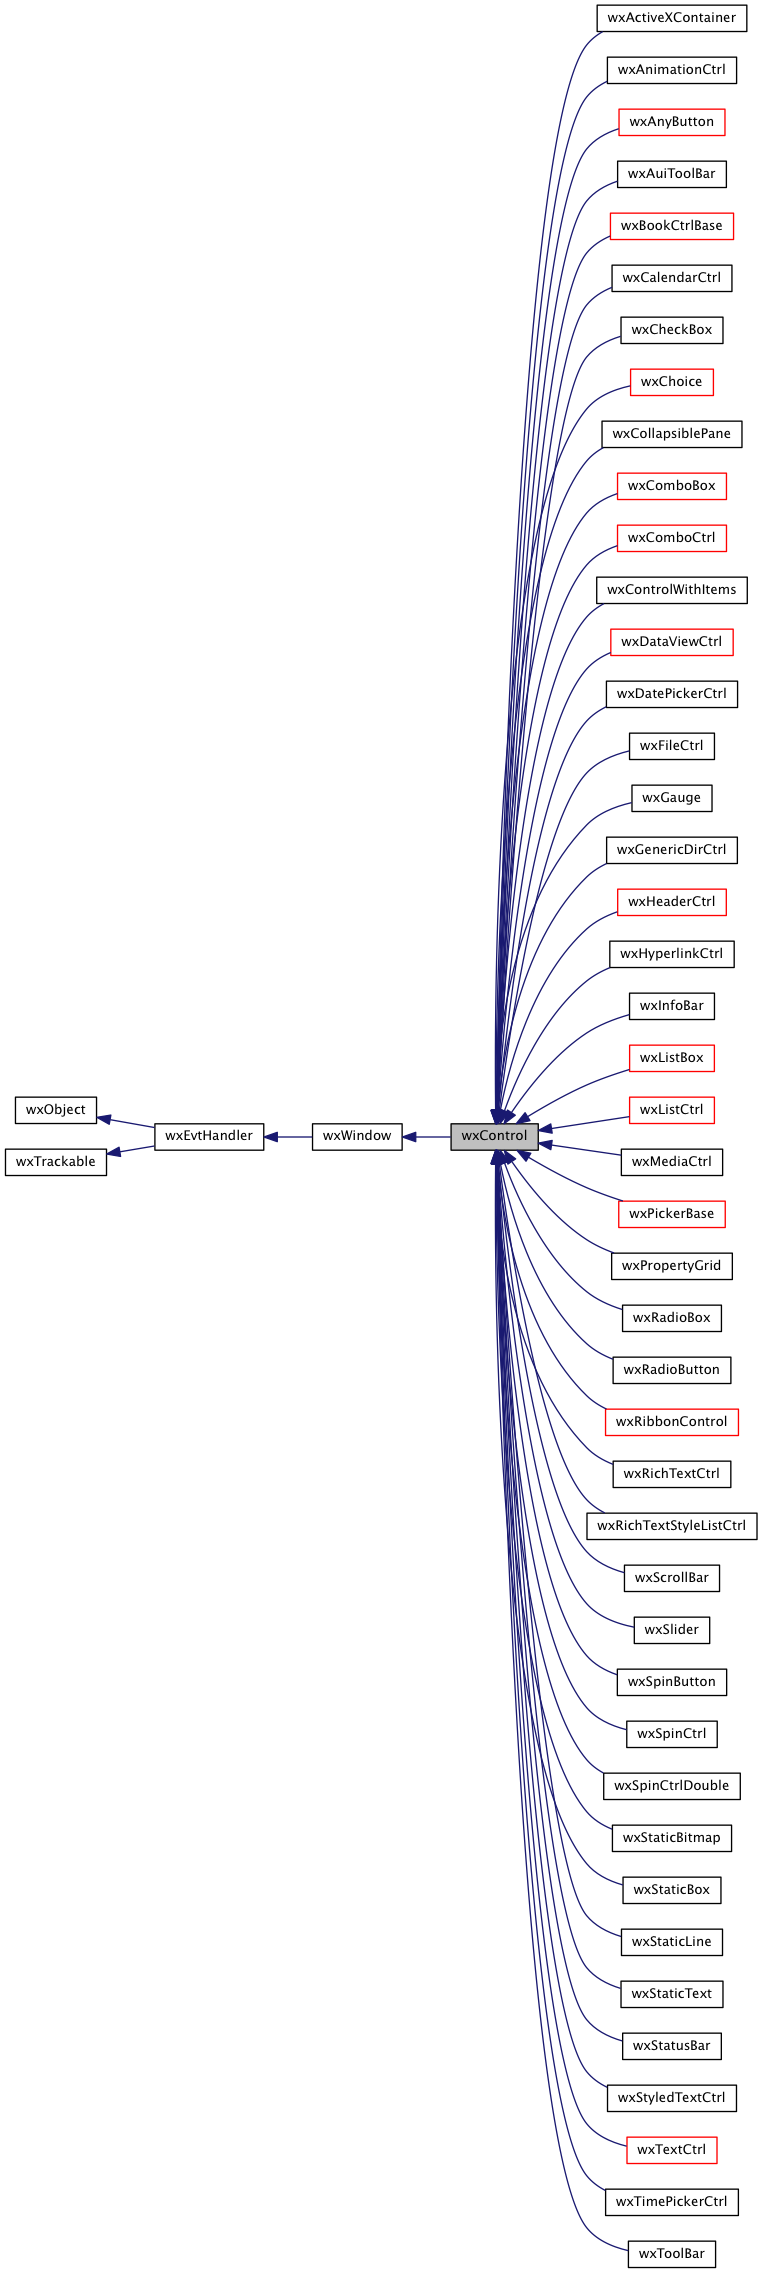 wxActiveXContainer
wxAnimationCtrl
wxAnyButton
wxAuiToolBar
wxBookCtrlBase
wxCalendarCtrl
wxCheckBox
wxChoice
wxCollapsiblePane
wxComboBox
wxComboCtrl
wxControlWithItems
wxDataViewCtrl
wxDatePickerCtrl
wxFileCtrl
wxGauge
wxGenericDirCtrl
wxHeaderCtrl
wxHyperlinkCtrl
wxInfoBar
wxListBox
wxObject
wxListCtrl
wxEvtHandler
wxWindow
wxControl
wxTrackable
wxMediaCtrl
wxPickerBase
wxPropertyGrid
wxRadioBox
wxRadioButton
wxRibbonControl
wxRichTextCtrl
wxRichTextStyleListCtrl
wxScrollBar
wxSlider
wxSpinButton
wxSpinCtrl
wxSpinCtrlDouble
wxStaticBitmap
wxStaticBox
wxStaticLine
wxStaticText
wxStatusBar
wxStyledTextCtrl
wxTextCtrl
wxTimePickerCtrl
wxToolBar